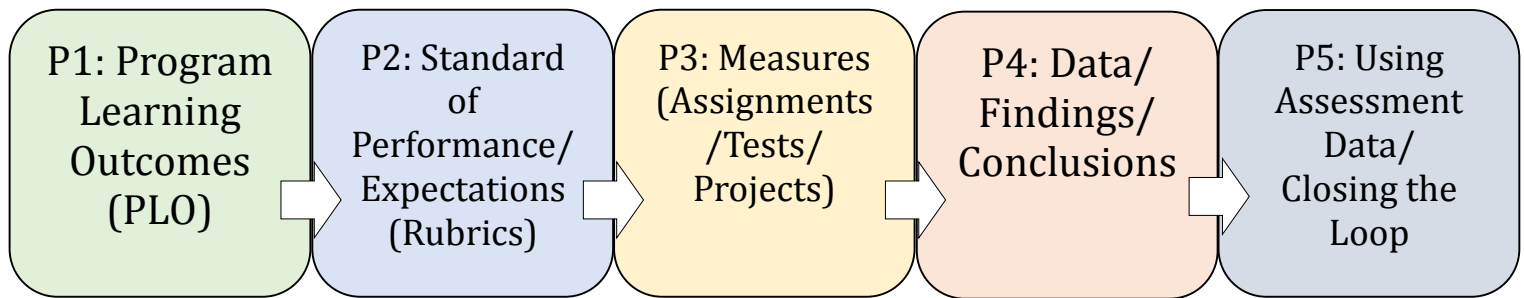 P1: Program
Learning
Outcomes
(PLO)
P2: Standard
of
Performance/
Expectations
(Rubrics)
P3: Measures
(Assignments
/Tests/
Projects)
P4: Data/
Findings/
Conclusions
P5: Using
Assessment
Data/
Closing the
Loop